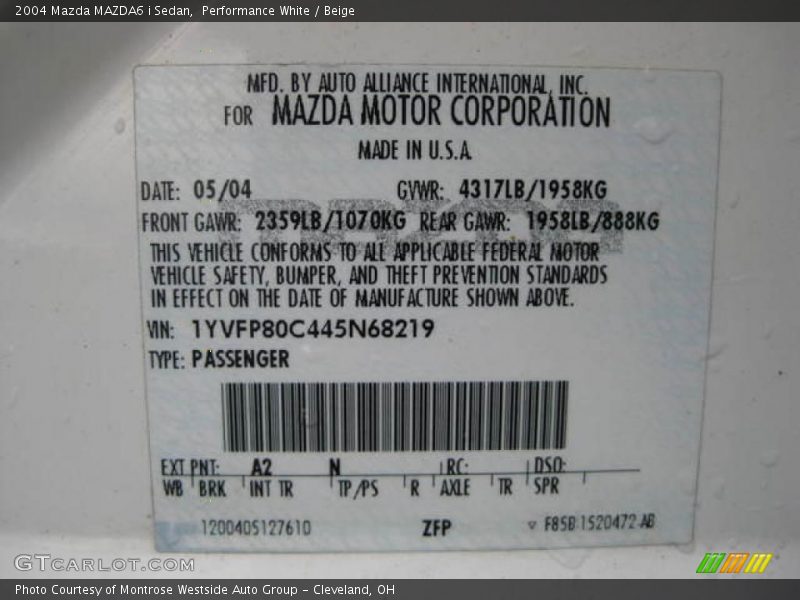 2004 Mazda MAZDA6 i Sedan,  Performance White / Beige
MFD. BY AUTO ALLIANCE INTERNATIONAL, INC.
FOR MAZDA MOTOR CORPORATION
MADE IN U.S.A.
DATE: 05/04 GVWR: 4317LB/1958KG
FRONT GAWR: 2359LB/1070KG REAR GAWR: 1958LB/888KG
THIS VEHICLE CONFORMS TO ALL APPLICABLE FEDERAL MOTOR
VEHICLE SAFETY, BUMPER, AND THEFT PREVENTION STANDARDS
IN EFFECT ON THE DATE OF MANUFACTURE SHOWN ABOVE.
VIN: 1YVFP80C445N68219
TYPE: PASSENGER
EXT PNT: A2 N RC: DSO:
WB BRK INT TR TP/PS R AXLE TR SPR
1200405127610 ZFP F85B 1520472 AB
GTCARLOT.COM
Photo Courtesy of Montrose Westside Auto Group - Cleveland, OH